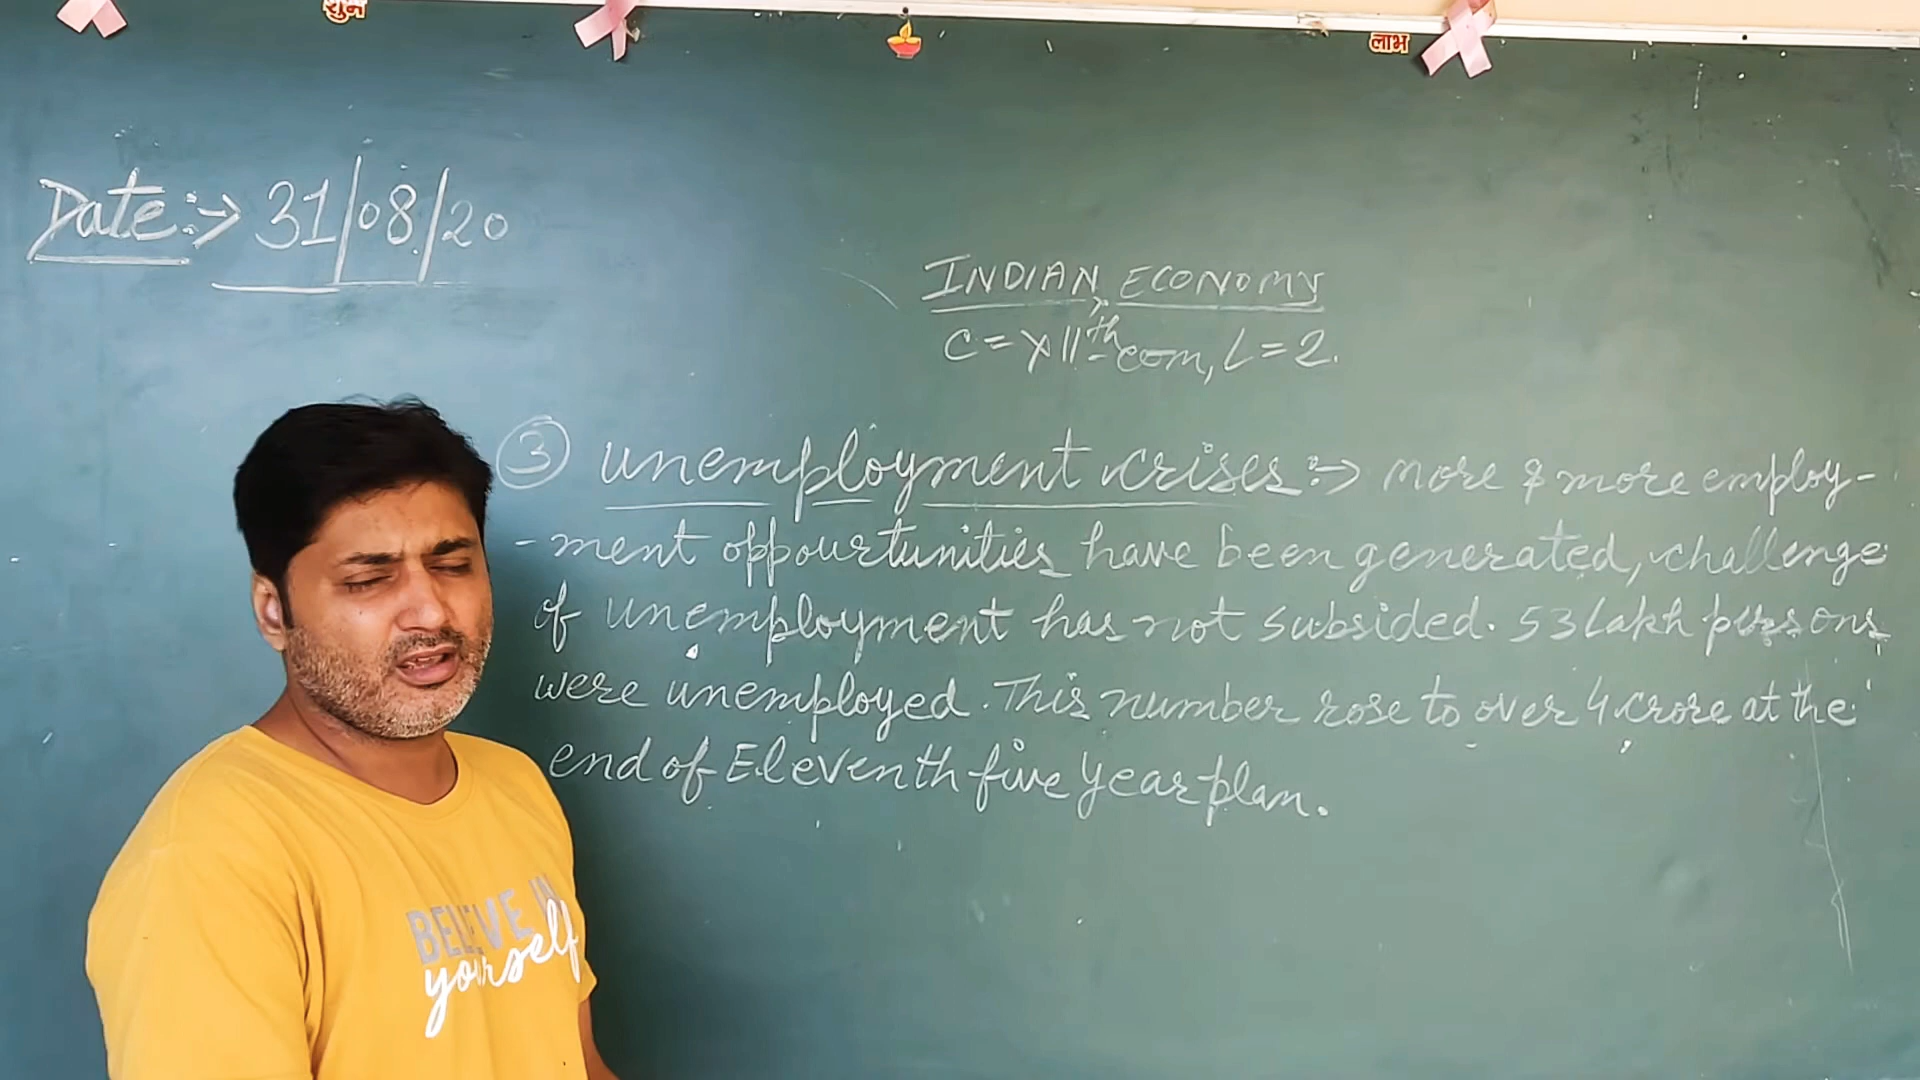 शुभ
लाभ
Date:-> 31/08/20
INDIAN ECONOMY
C = XIIth com, L = 2.
③ unemployment crises:-> More & more employ-
-ment oppourtunities have been generated, challenge
of unemployment has not subsided. 53 Lakh persons
were unemployed. This number rose to over 4 crore at the
end of Eleventh five year plan.
BELIEVE IN
yourself